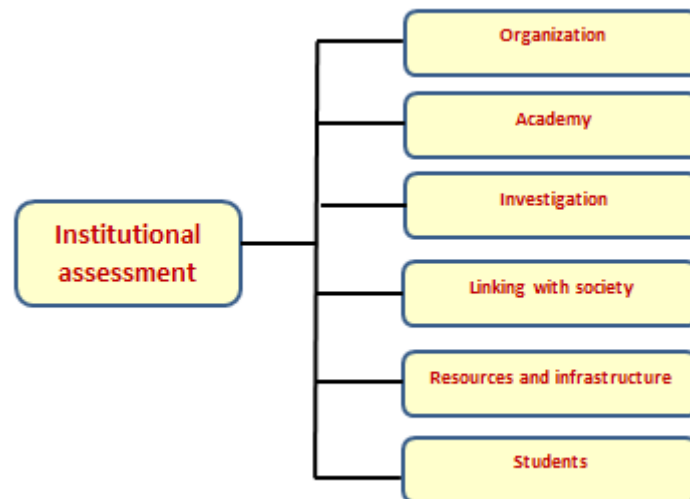 Organization
Academy
Investigation
Institutional
assessment
Linking with society
Resources and infrastructure
Students